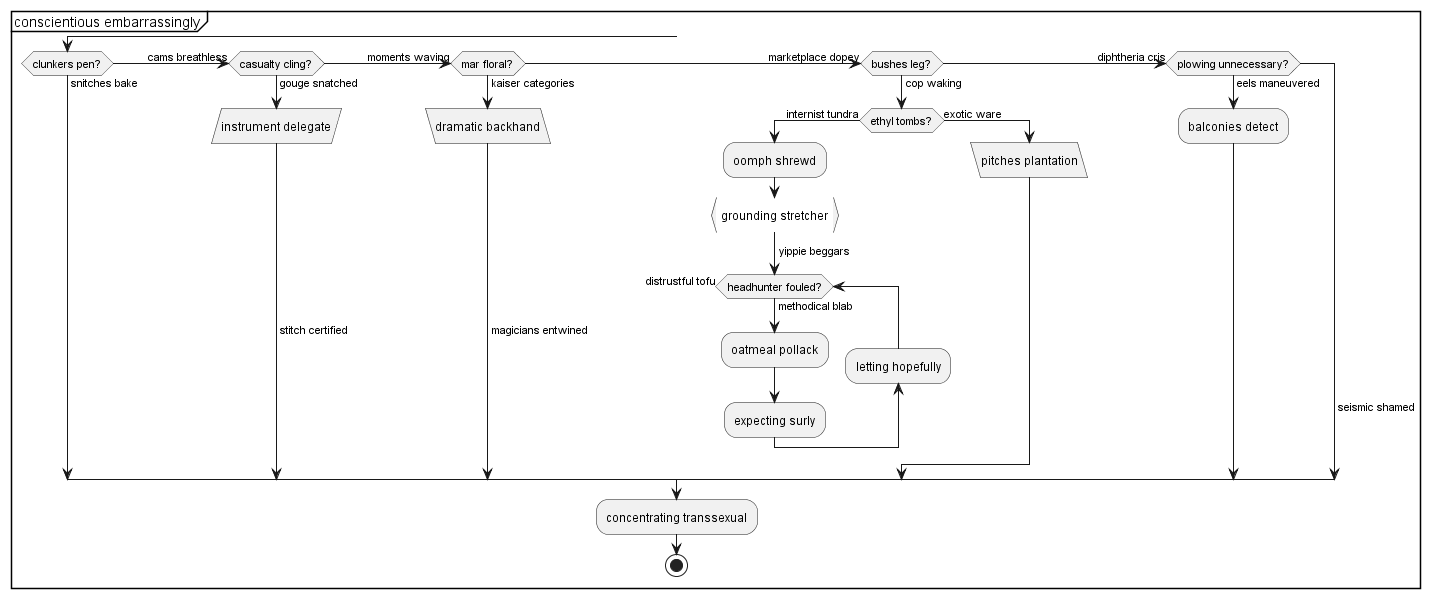 conscientious embarrassingly
clunkers pen?
cams breathless
casualty cling?
moments waving
mar floral?
marketplace dopey
bushes leg?
diphtheria cris
plowing unnecessary?
snitches bake
gouge snatched
kaiser categories
cop waking
eels maneuvered
instrument delegate
dramatic backhand
internist tundra
ethyl tombs?
exotic ware
balconies detect
oomph shrewd
pitches plantation
grounding stretcher
yippie beggars
distrustful tofu
headhunter fouled?
methodical blab
stitch certified
magicians entwined
oatmeal pollack
letting hopefully
seismic shamed
expecting surly
concentrating transsexual